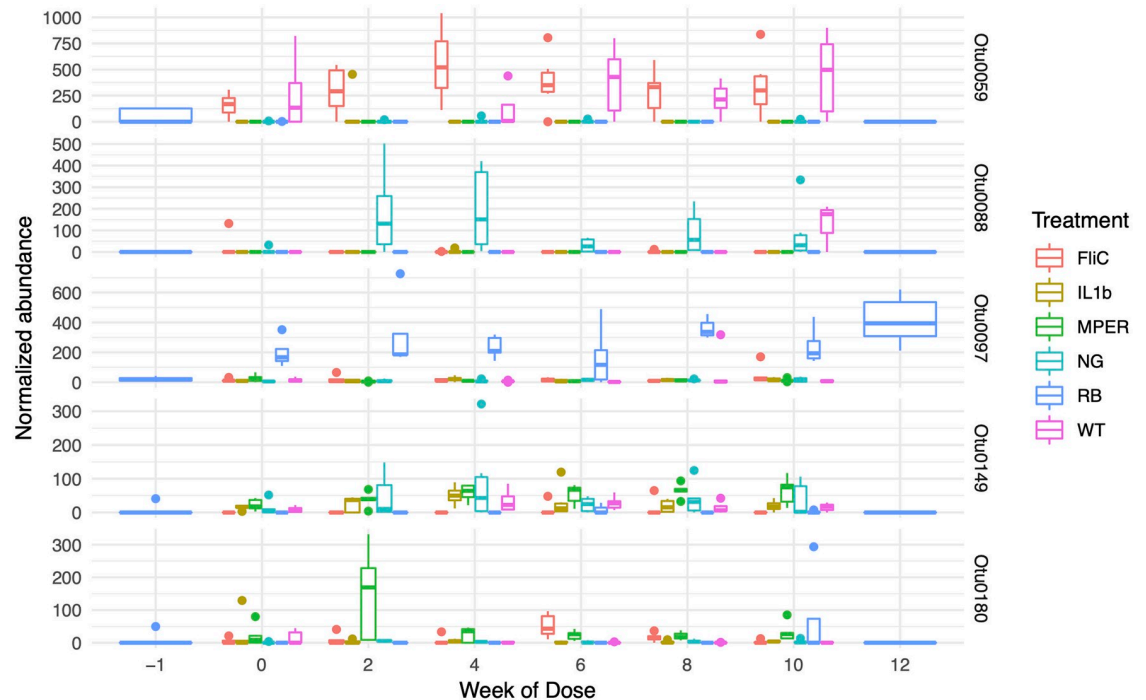 1000
750
500
250
0
Otu0059
500
400
300
200
100
0
Otu0088
600
400
200
0
Otu0097
300
200
100
0
Otu0149
300
200
100
0
Otu0180
Normalized abundance
−1 0 2 4 6 8 10 12
Week of Dose
Treatment
FliC
IL1b
MPER
NG
RB
WT